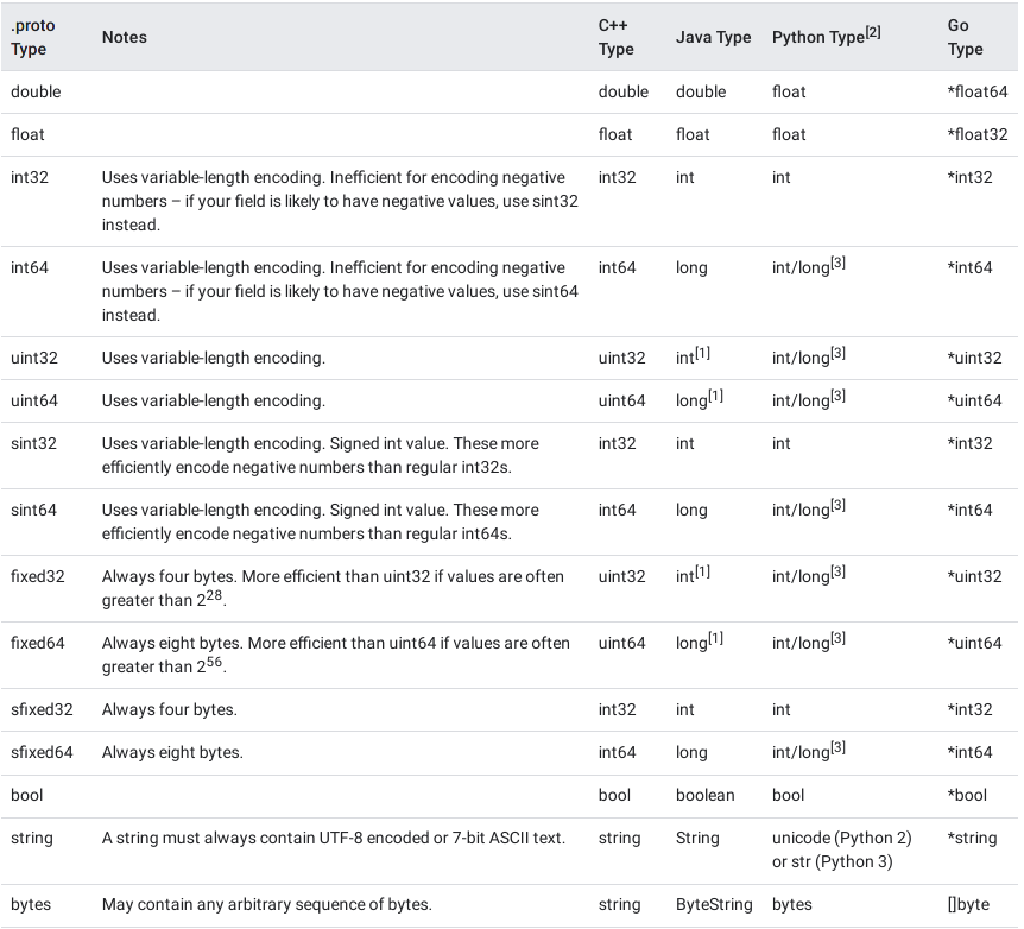 .proto Type Notes C++ Type Java Type Python Type[2] Go Type
double double double float *float64
float float float float *float32
int32 Uses variable-length encoding. Inefficient for encoding negative int32 int int *int32
numbers – if your field is likely to have negative values, use sint32
instead.
int64 Uses variable-length encoding. Inefficient for encoding negative int64 long int/long[3] *int64
numbers – if your field is likely to have negative values, use sint64
instead.
uint32 Uses variable-length encoding. uint32 int[1] int/long[3] *uint32
uint64 Uses variable-length encoding. uint64 long[1] int/long[3] *uint64
sint32 Uses variable-length encoding. Signed int value. These more int32 int int *int32
efficiently encode negative numbers than regular int32s.
sint64 Uses variable-length encoding. Signed int value. These more int64 long int/long[3] *int64
efficiently encode negative numbers than regular int64s.
fixed32 Always four bytes. More efficient than uint32 if values are often uint32 int[1] int/long[3] *uint32
greater than 2^28.
fixed64 Always eight bytes. More efficient than uint64 if values are often uint64 long[1] int/long[3] *uint64
greater than 2^56.
sfixed32 Always four bytes. int32 int int *int32
sfixed64 Always eight bytes. int64 long int/long[3] *int64
bool bool boolean bool *bool
string A string must always contain UTF-8 encoded or 7-bit ASCII text. string String unicode (Python 2) *string
or str (Python 3)
bytes May contain any arbitrary sequence of bytes. string ByteString bytes []byte